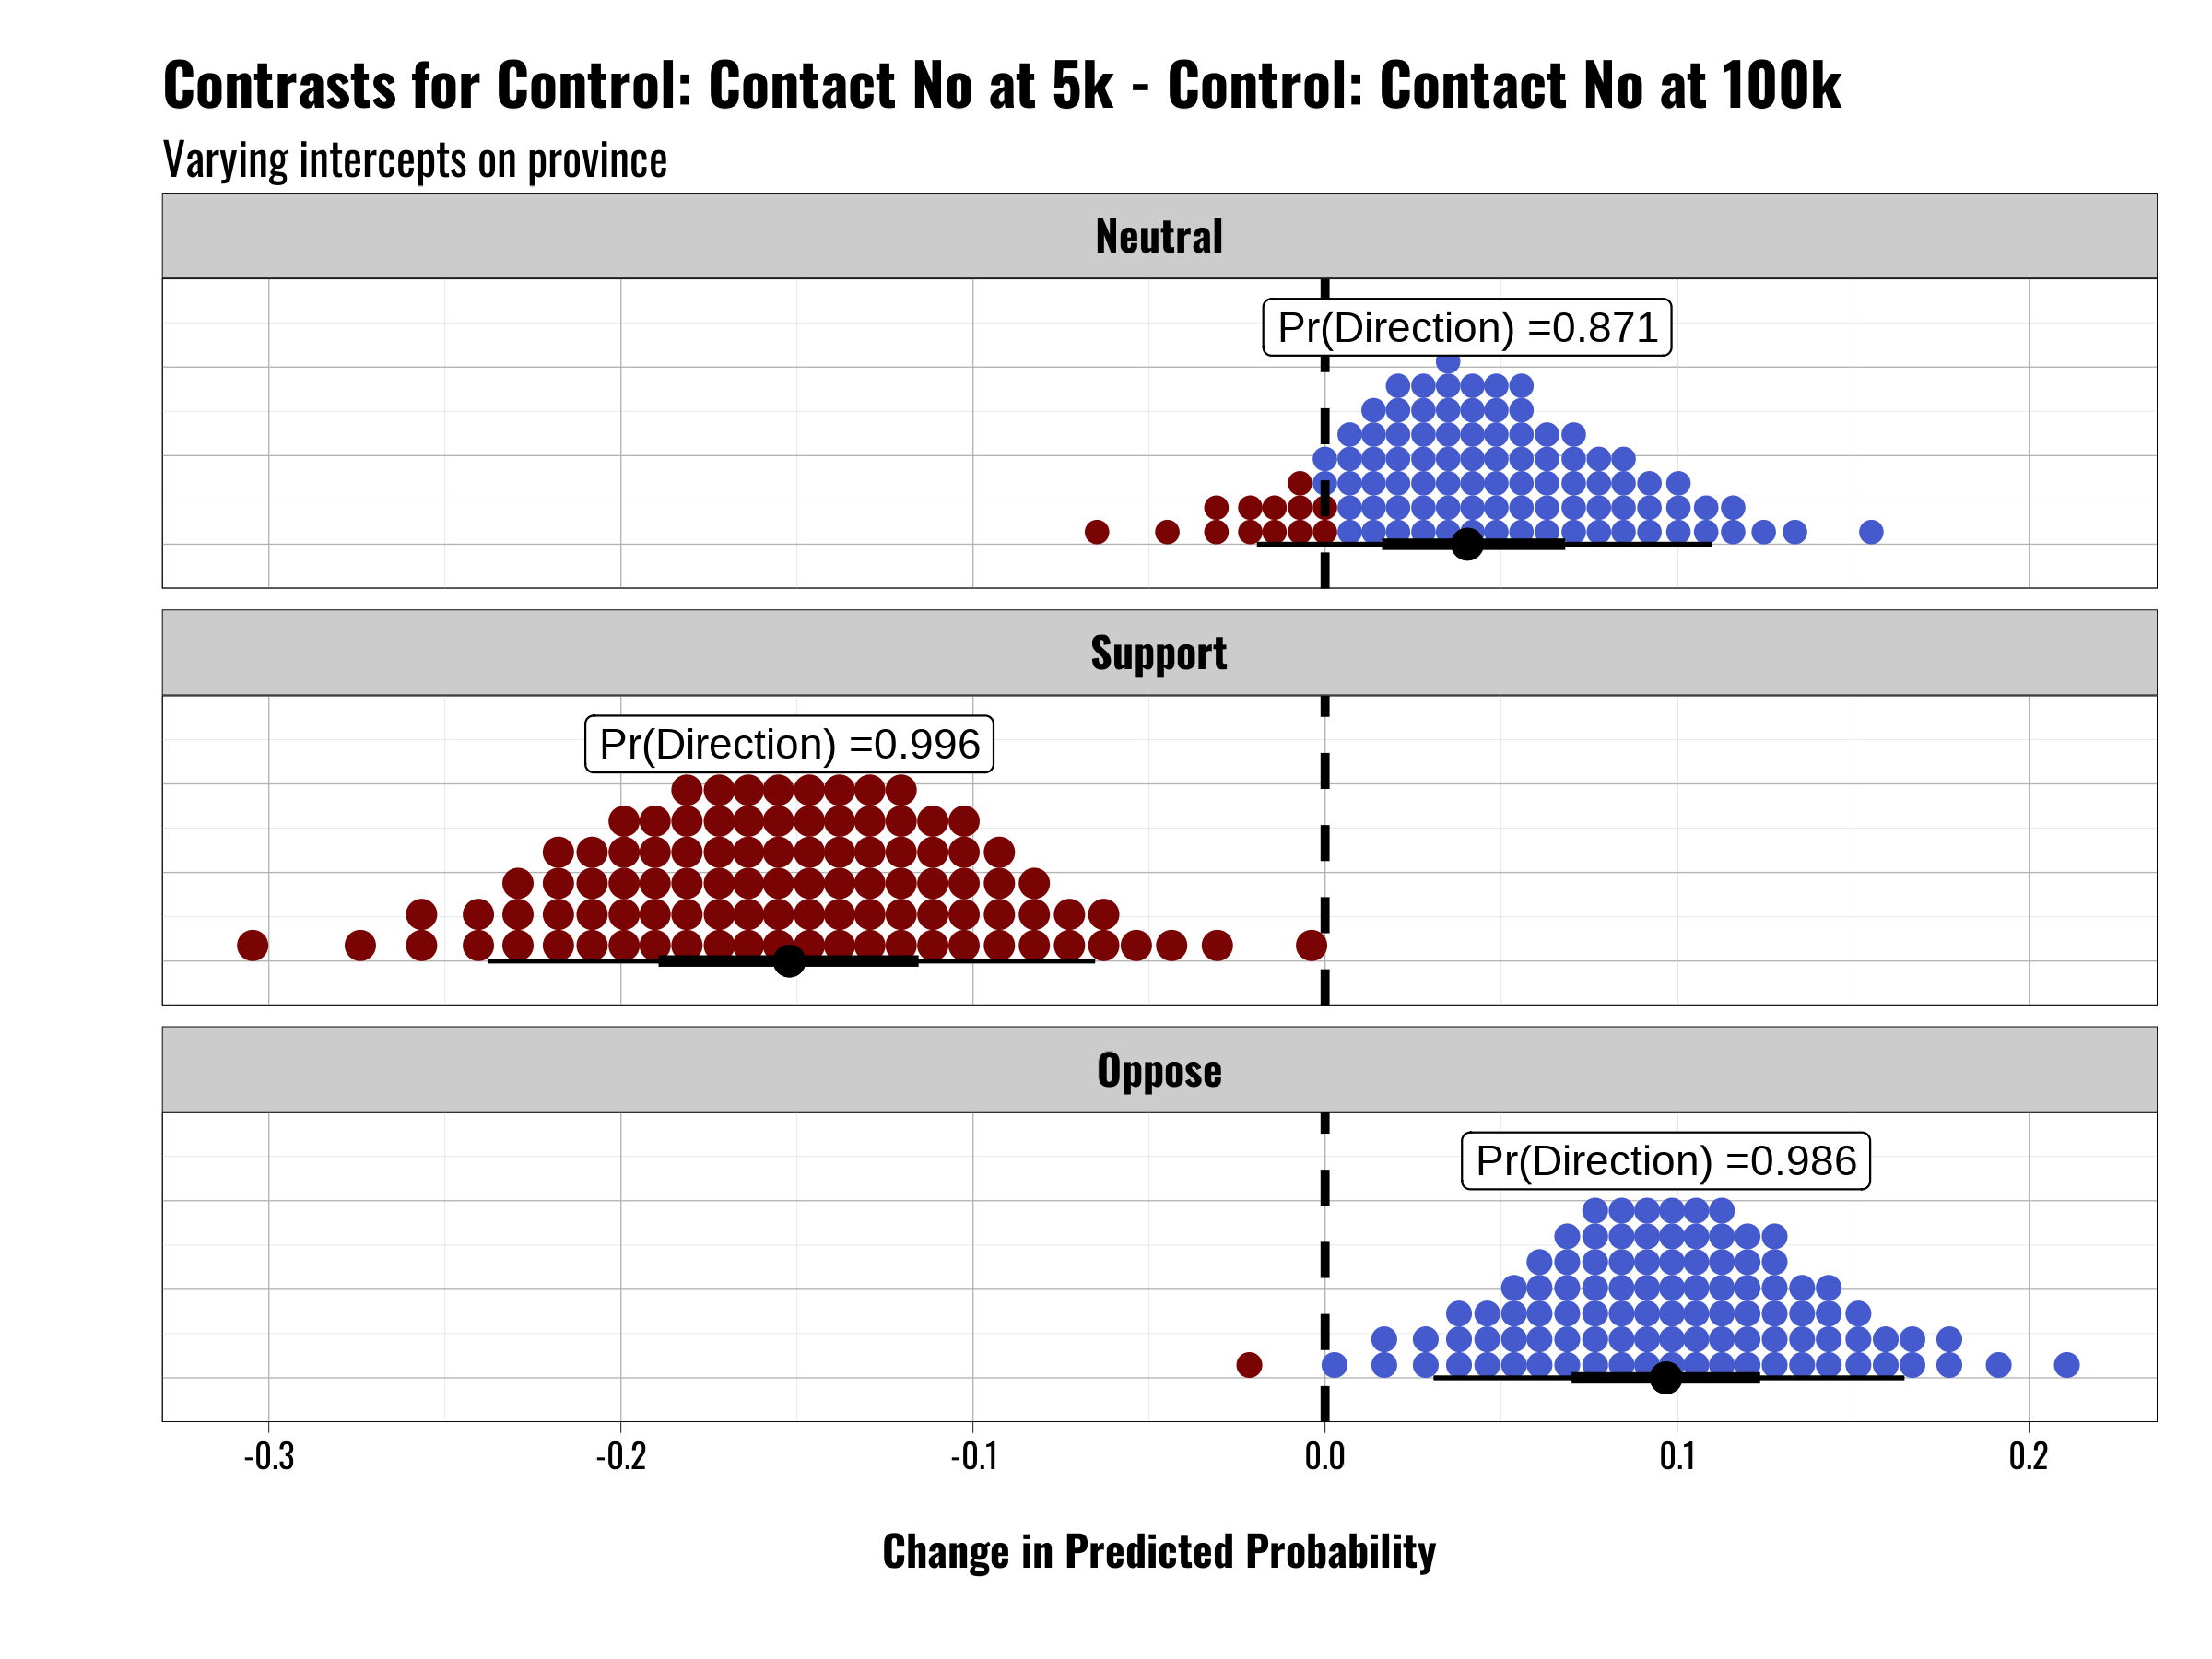 Contrasts for Control: Contact No at 5k - Control: Contact No at 100k
Varying intercepts on province
Neutral
Pr(Direction) =0.871
Support
Pr(Direction) =0.996
Oppose
Pr(Direction) =0.986
-0.3 -0.2 -0.1 0.0 0.1 0.2
Change in Predicted Probability